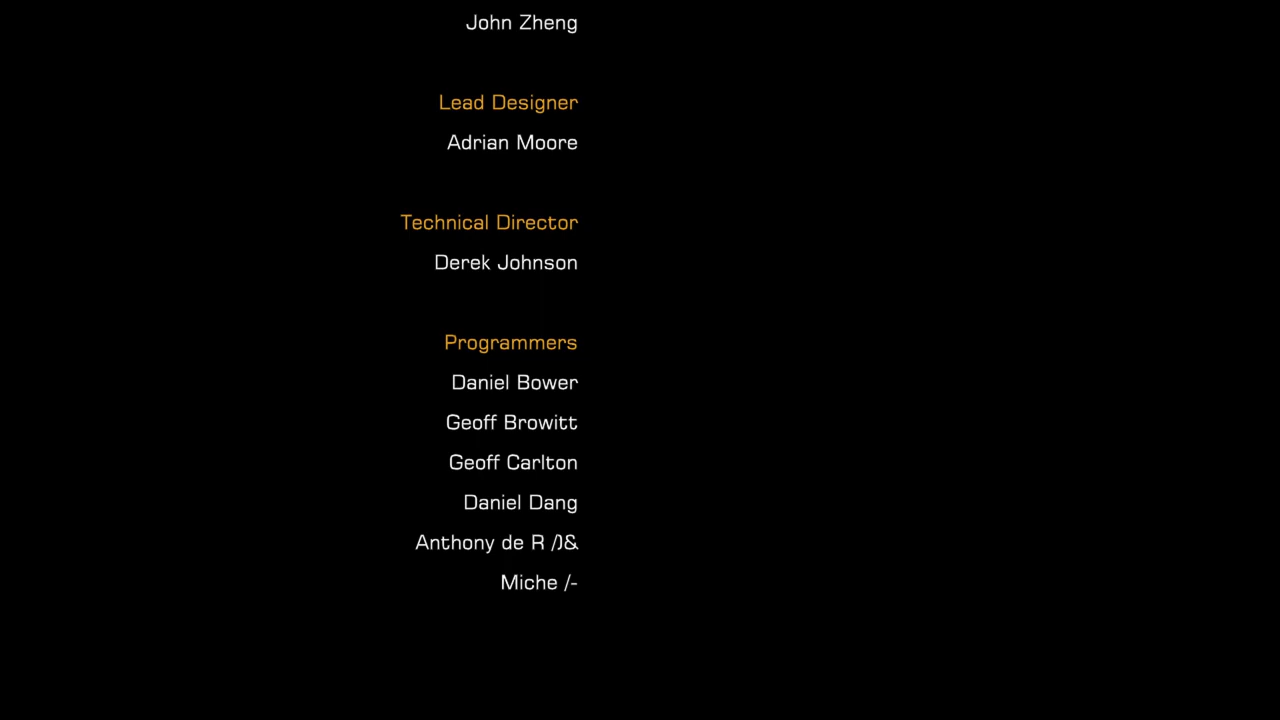 John Zheng
Lead Designer
Adrian Moore
Technical Director
Derek Johnson
Programmers
Daniel Bower
Geoff Browitt
Geoff Carlton
Daniel Dang
Anthony de R /)&
Miche /-